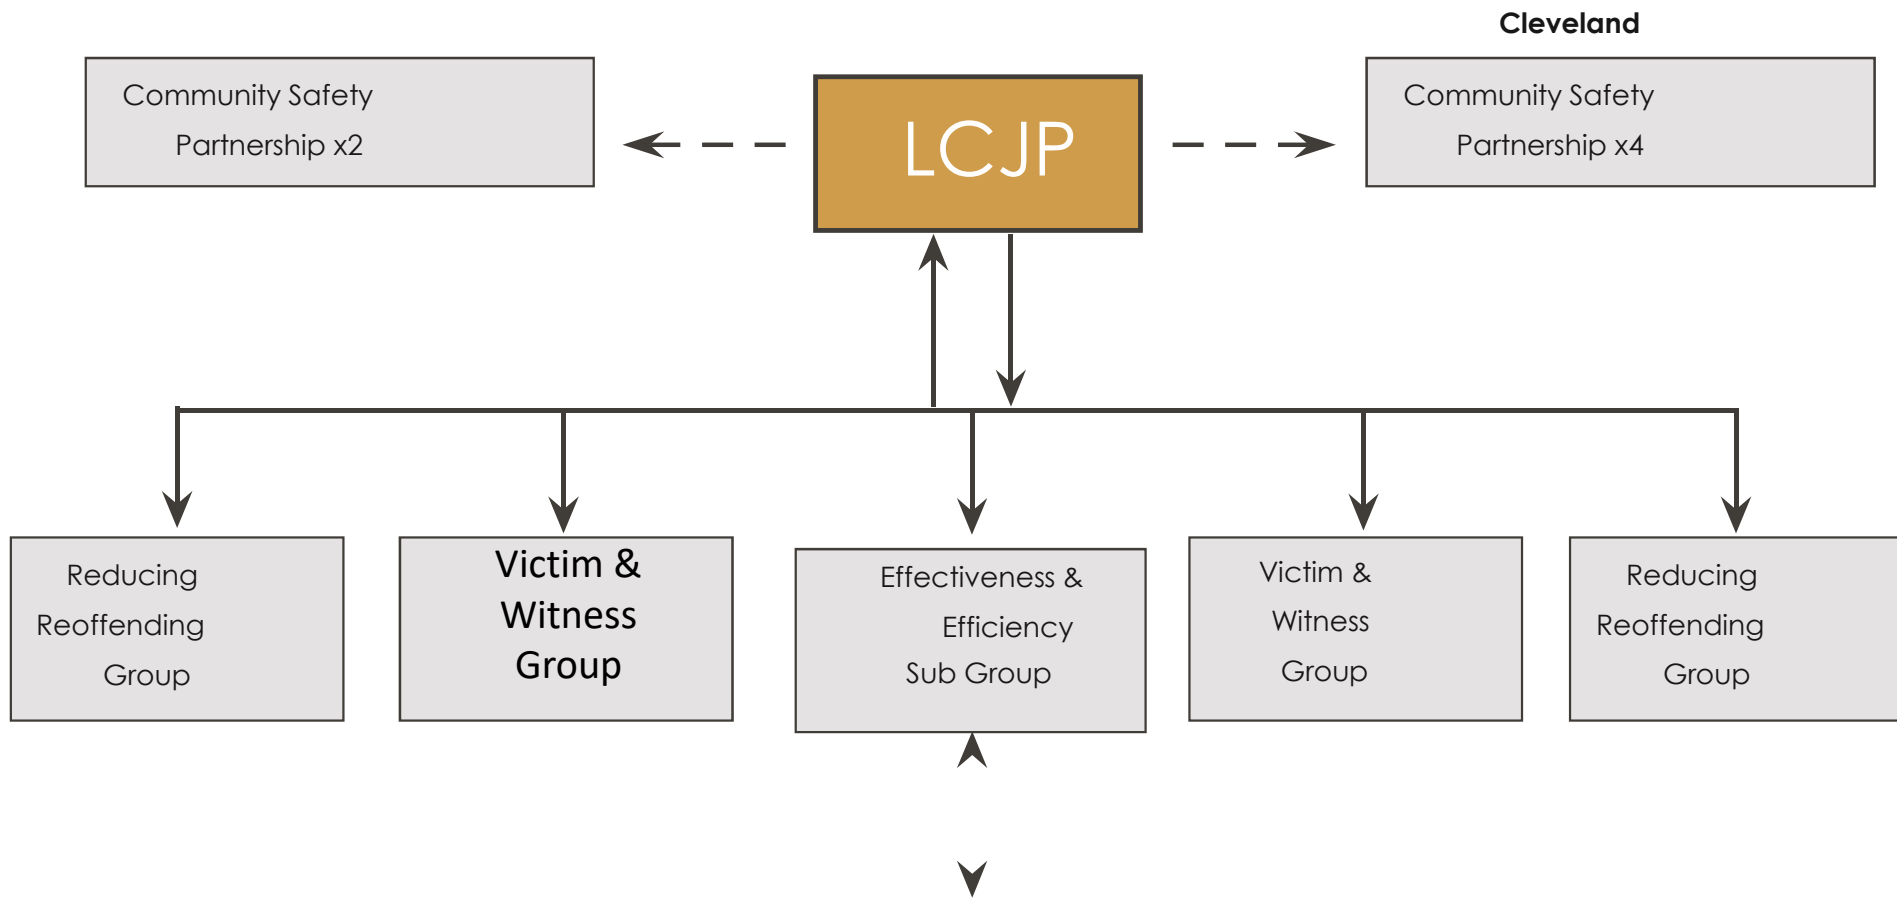 Cleveland
Community Safety
Partnership x2
LCJP
Community Safety
Partnership x4
Reducing
Reoffending
Group
Victim &
Witness
Group
Effectiveness &
Efficiency
Sub Group
Victim &
Witness
Group
Reducing
Reoffending
Group